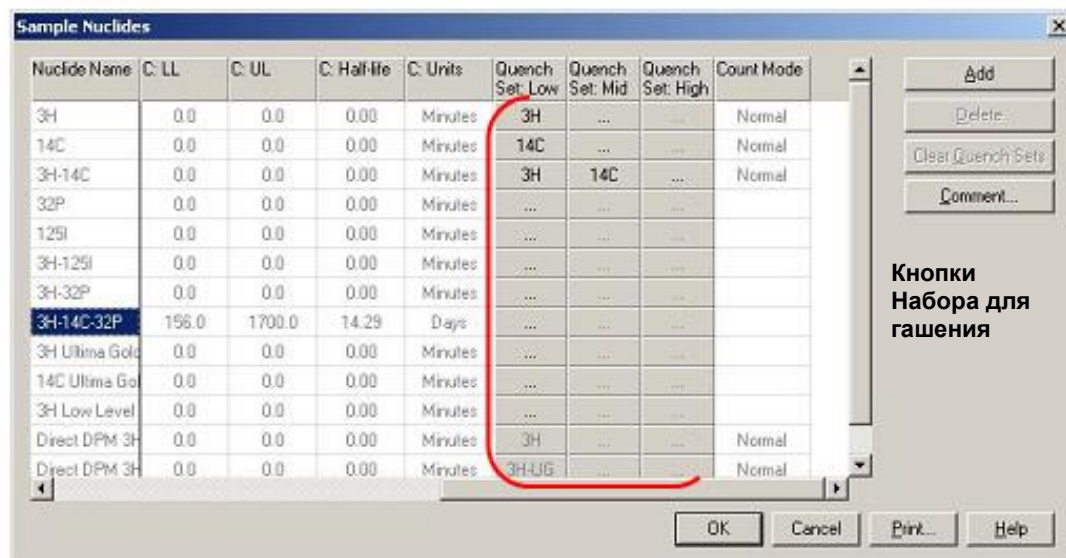 Sample Nuclides
Nuclide Name C: LL C: UL C: Half-life C: Units Quench Set: Low Quench Set: Mid Quench Set: High Count Mode
3H 0.0 0.0 0.00 Minutes 3H ... ... Normal
14C 0.0 0.0 0.00 Minutes 14C ... ... Normal
3H-14C 0.0 0.0 0.00 Minutes 3H 14C ... Normal
32P 0.0 0.0 0.00 Minutes ... ... ...
125I 0.0 0.0 0.00 Minutes ... ... ...
3H-125I 0.0 0.0 0.00 Minutes ... ... ...
3H-32P 0.0 0.0 0.00 Minutes ... ... ...
3H-14C-32P 156.0 1700.0 14.29 Days ... ... ...
3H Ultima Gold 0.0 0.0 0.00 Minutes ... ... ...
14C Ultima Gol 0.0 0.0 0.00 Minutes ... ... ...
3H Low Level 0.0 0.0 0.00 Minutes ... ... ...
Direct DPM 3H 0.0 0.0 0.00 Minutes 3H ... ... Normal
Direct DPM 3H 0.0 0.0 0.00 Minutes 3H-UG ... ... Normal
Add
Delete
Clear Quench Sets
Comment...
Кнопки
Набора для
гашения
OK Cancel Print... Help